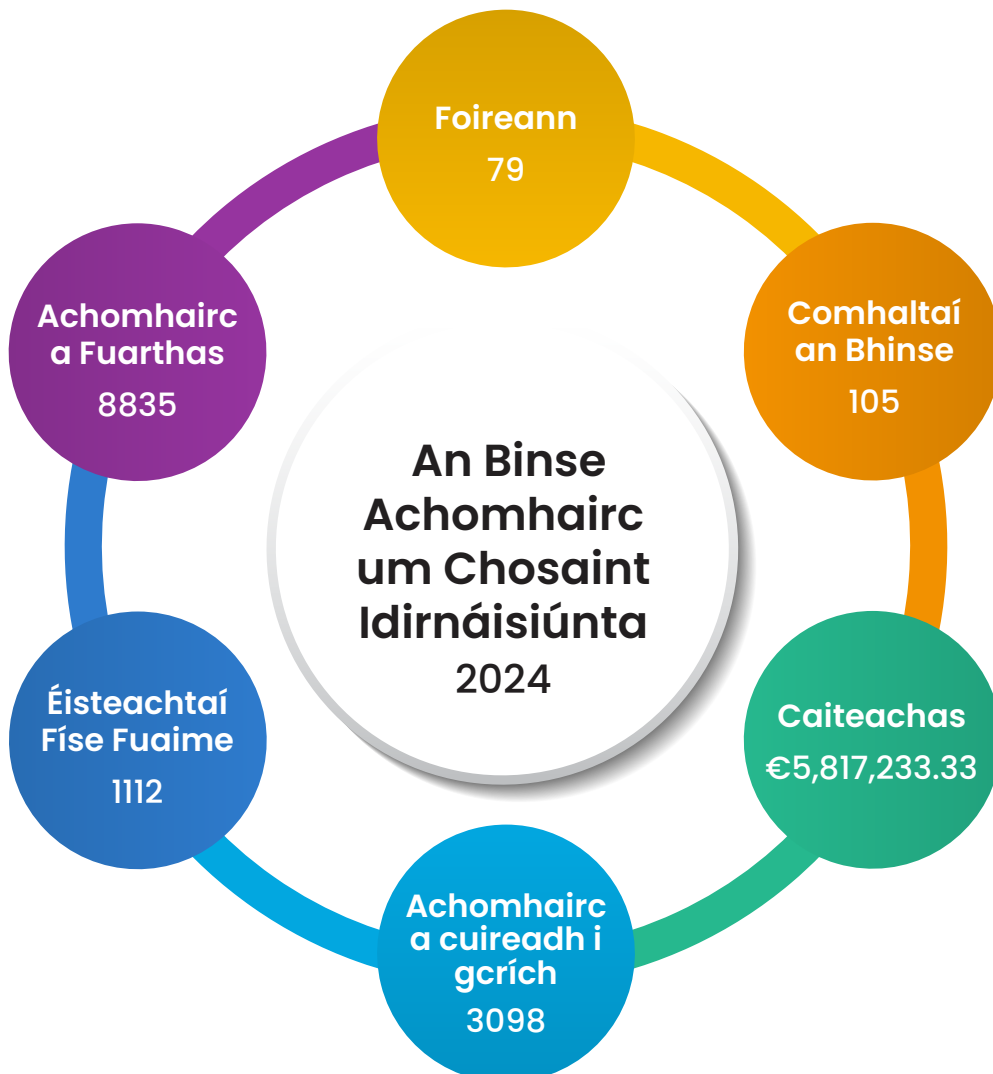 Foireann
79
Comhaltaí
an Bhinse
105
Caiteachas
€5,817,233.33
Achomhairc
a cuireadh i
gcrích
3098
Éisteachtaí
Físe Fuaime
1112
Achomhairc
a Fuarthas
8835
An Binse
Achomhairc
um Chosaint
Idirnáisiúnta
2024